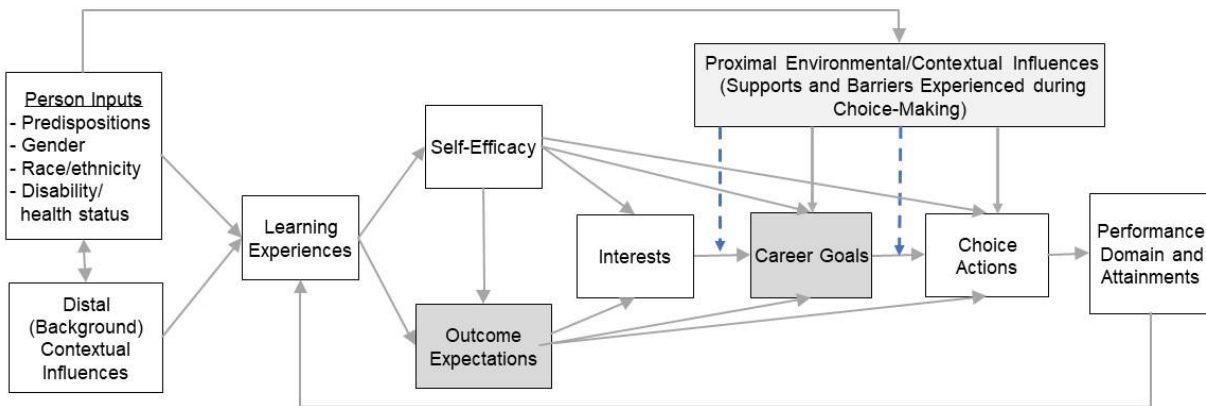 Person Inputs
- Predispositions
- Gender
- Race/ethnicity
- Disability/
health status
Distal
(Background)
Contextual
Influences
Learning
Experiences
Self-Efficacy
Outcome
Expectations
Interests
Proximal Environmental/Contextual Influences
(Supports and Barriers Experienced during
Choice-Making)
Career Goals
Choice
Actions
Performance
Domain and
Attainments